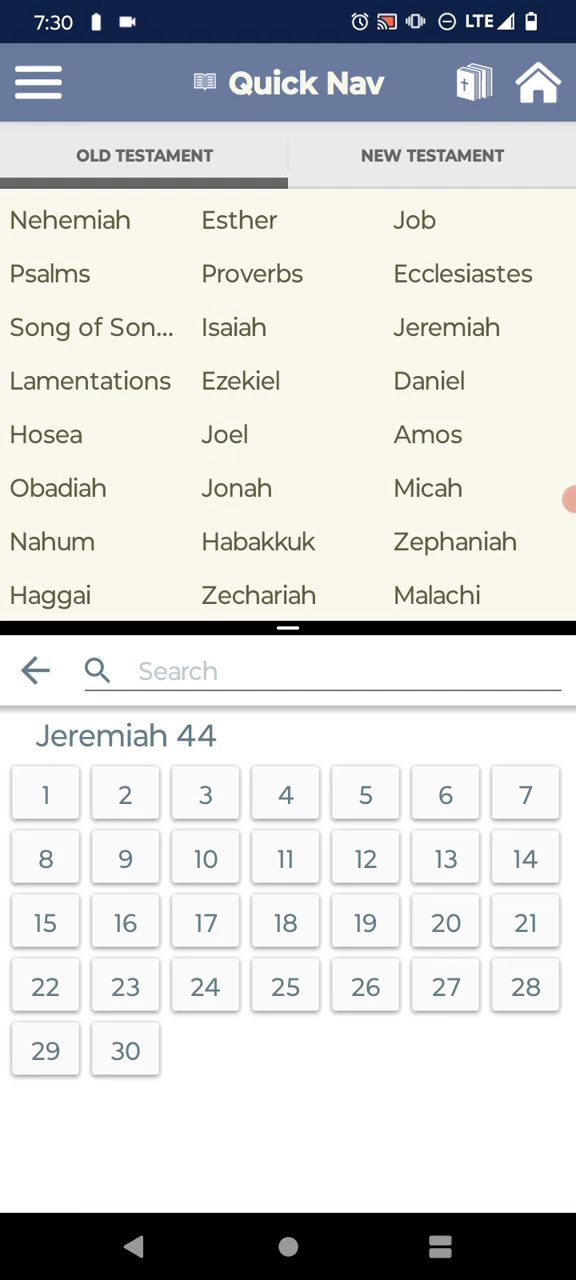 7:30 LTE
Quick Nav
OLD TESTAMENT NEW TESTAMENT
Nehemiah Esther Job
Psalms Proverbs Ecclesiastes
Song of Son... Isaiah Jeremiah
Lamentations Ezekiel Daniel
Hosea Joel Amos
Obadiah Jonah Micah
Nahum Habakkuk Zephaniah
Haggai Zechariah Malachi
Search
Jeremiah 44
1 2 3 4 5 6 7
8 9 10 11 12 13 14
15 16 17 18 19 20 21
22 23 24 25 26 27 28
29 30